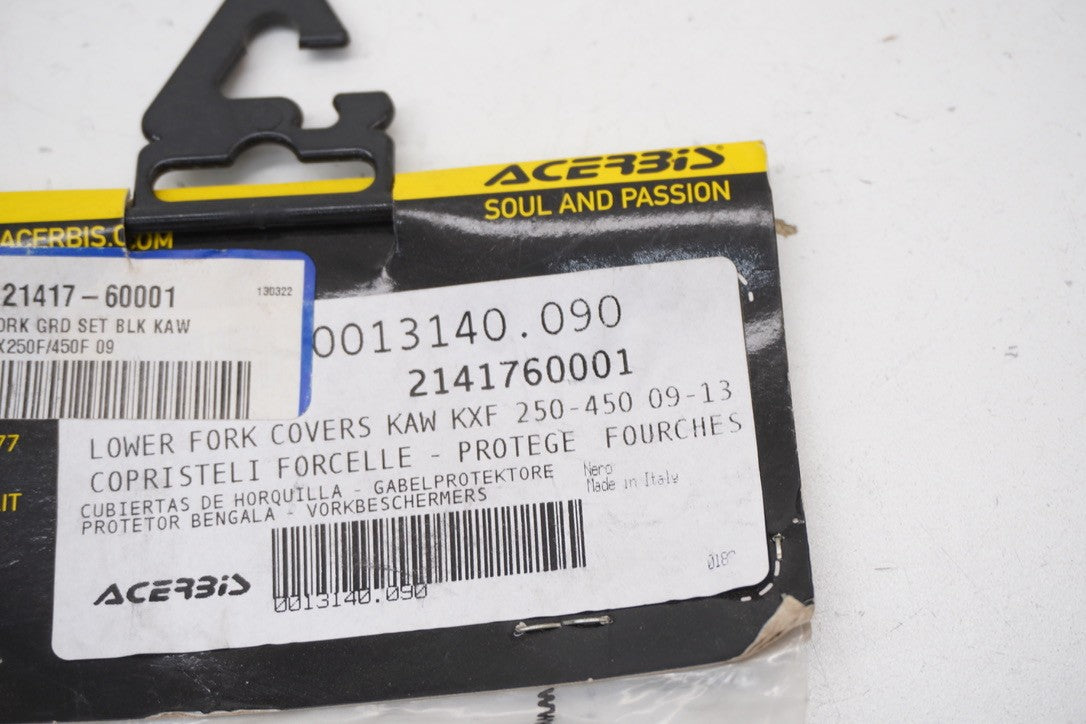 ACERBiS
SOUL AND PASSION
ACERBIS.COM
21417-60001
130322
ORK GRD SET BLK KAW
X250F/450F 09
0013140.090
2141760001
LOWER FORK COVERS KAW KXF 250-450 09-13
COPRISTELI FORCELLE - PROTEGE FOURCHES
CUBIERTAS DE HORQUILLA - GABELPROTEKTORE
PROTETOR BENGALA - VORKBESCHERMERS
Nero
Made in Italy
77
IT
ACERBiS
0013140.090